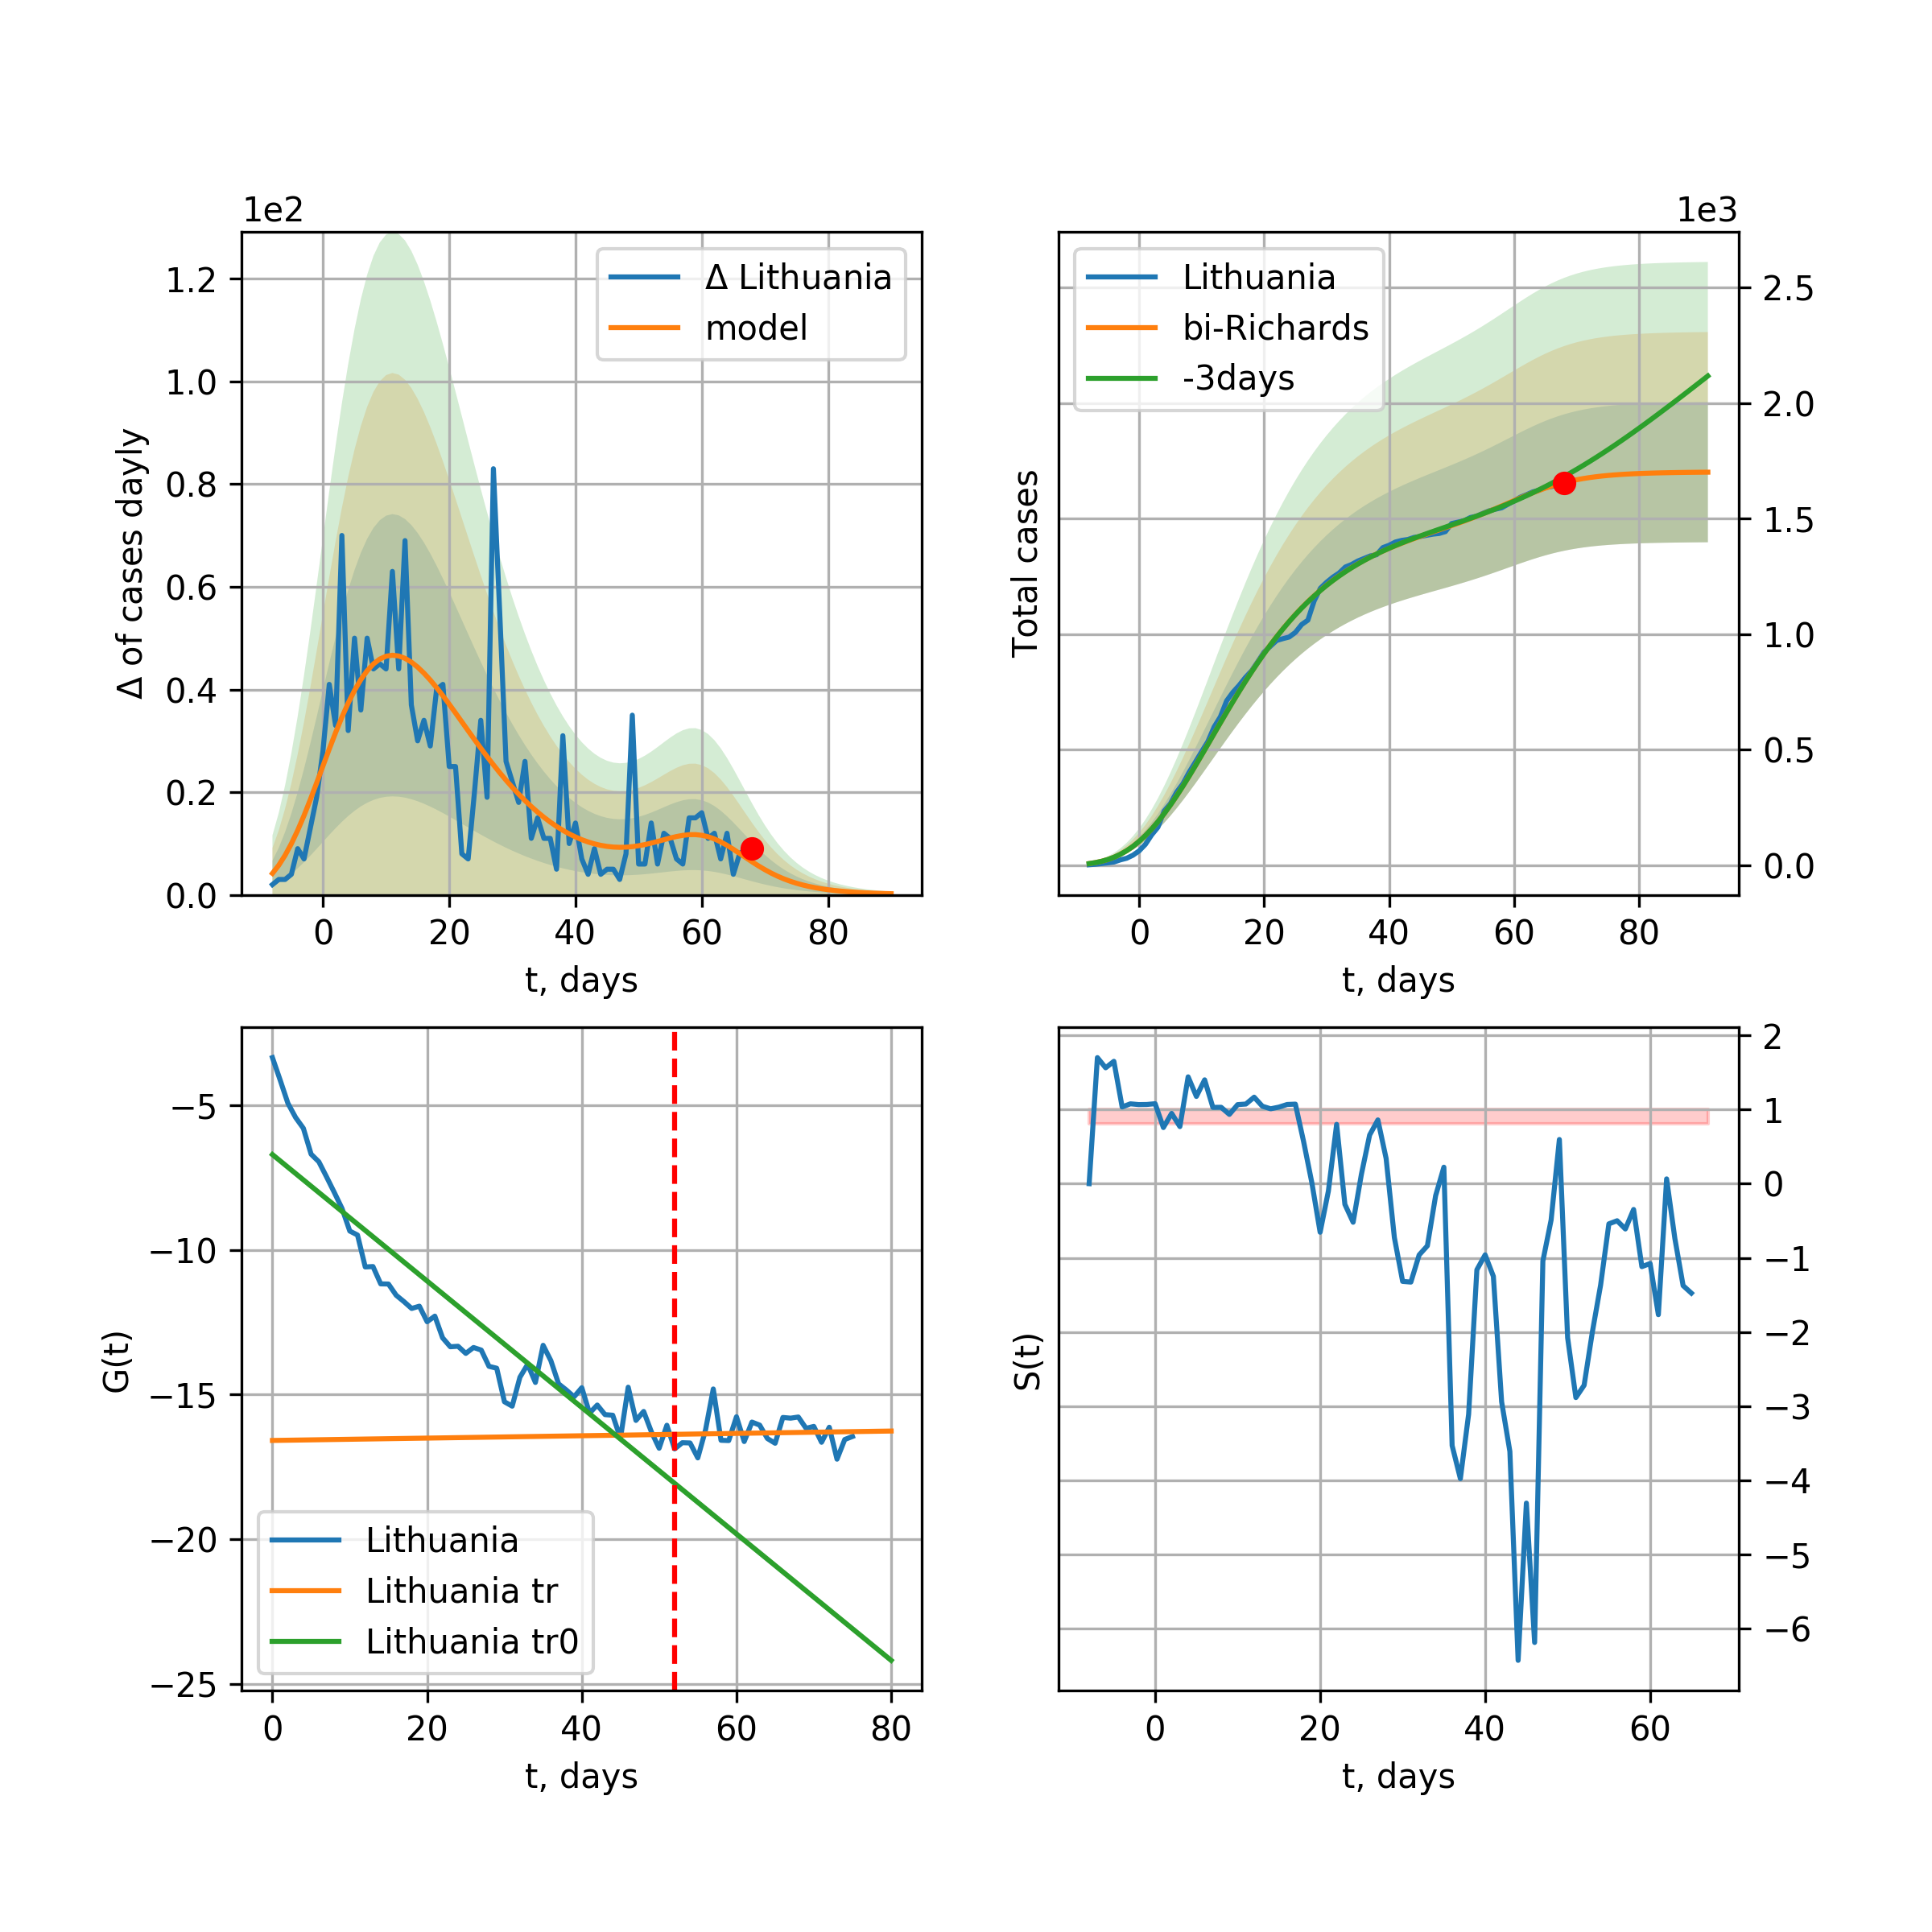 1e2
1.2
1.0
0.8
0.6
0.4
0.2
0.0
Δ of cases dayly
Δ Lithuania
model
0 20 40 60 80
t, days
1e3
Total cases
Lithuania
bi-Richards
-3days
2.5
2.0
1.5
1.0
0.5
0.0
0 20 40 60 80
t, days
G(t)
−5
−10
−15
−20
−25
Lithuania
Lithuania tr
Lithuania tr0
0 20 40 60 80
t, days
S(t)
2
1
0
−1
−2
−3
−4
−5
−6
0 20 40 60
t, days